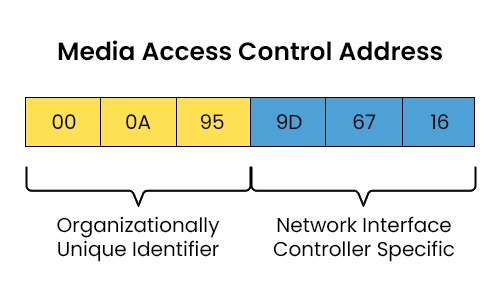 Media Access Control Address
00 0A 95 9D 67 16
Organizationally
Unique Identifier
Network Interface
Controller Specific